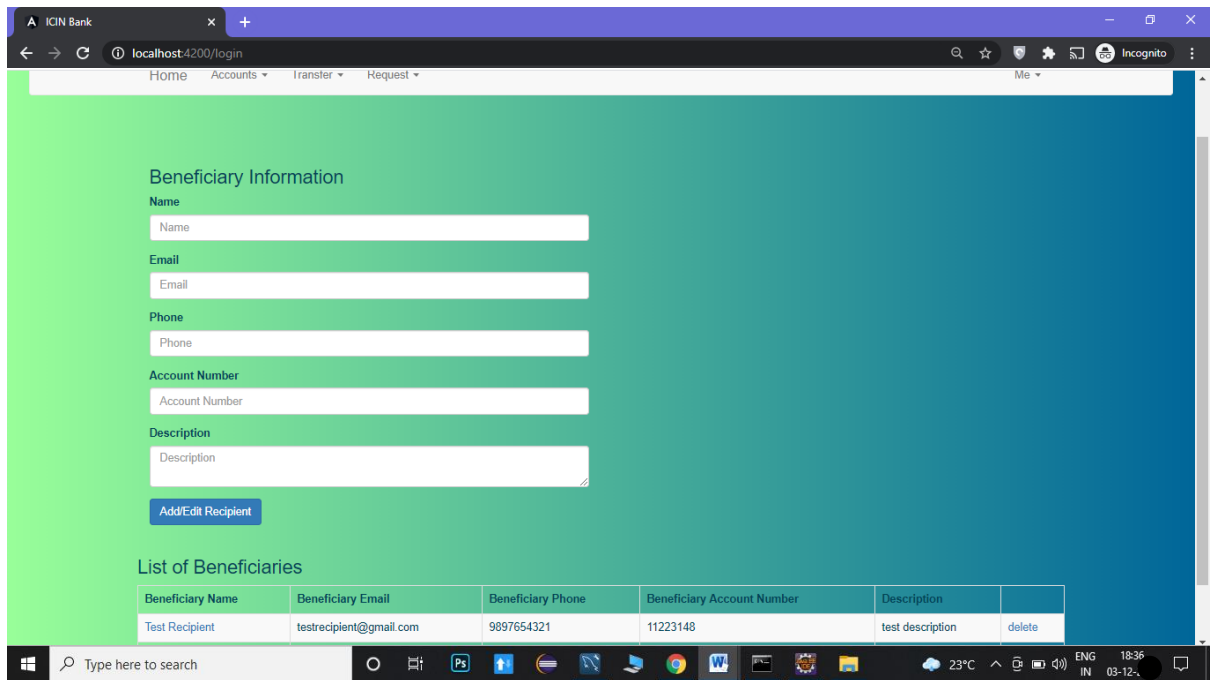 ICIN Bank
localhost:4200/login
Incognito
Home Accounts Transfer Request Me
Beneficiary Information
Name
Name
Email
Email
Phone
Phone
Account Number
Account Number
Description
Description
Add/Edit Recipient
List of Beneficiaries
Beneficiary Name Beneficiary Email Beneficiary Phone Beneficiary Account Number Description
Test Recipient testrecipient@gmail.com 9897654321 11223148 test description delete
Type here to search
Ps
W
23°C
ENG
IN
18:36
03-12-